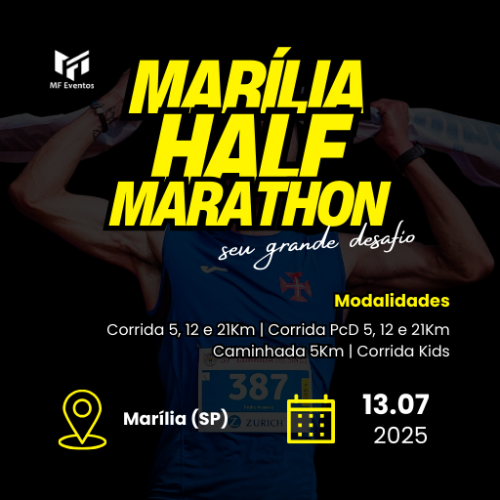 MF Eventos
MARÍLIA
HALF
MARATHON
seu grande desafio
Modalidades
Corrida 5, 12 e 21Km | Corrida PcD 5, 12 e 21Km
Caminhada 5Km | Corrida Kids
387
ZURICH
Marília (SP)
13.07
2025